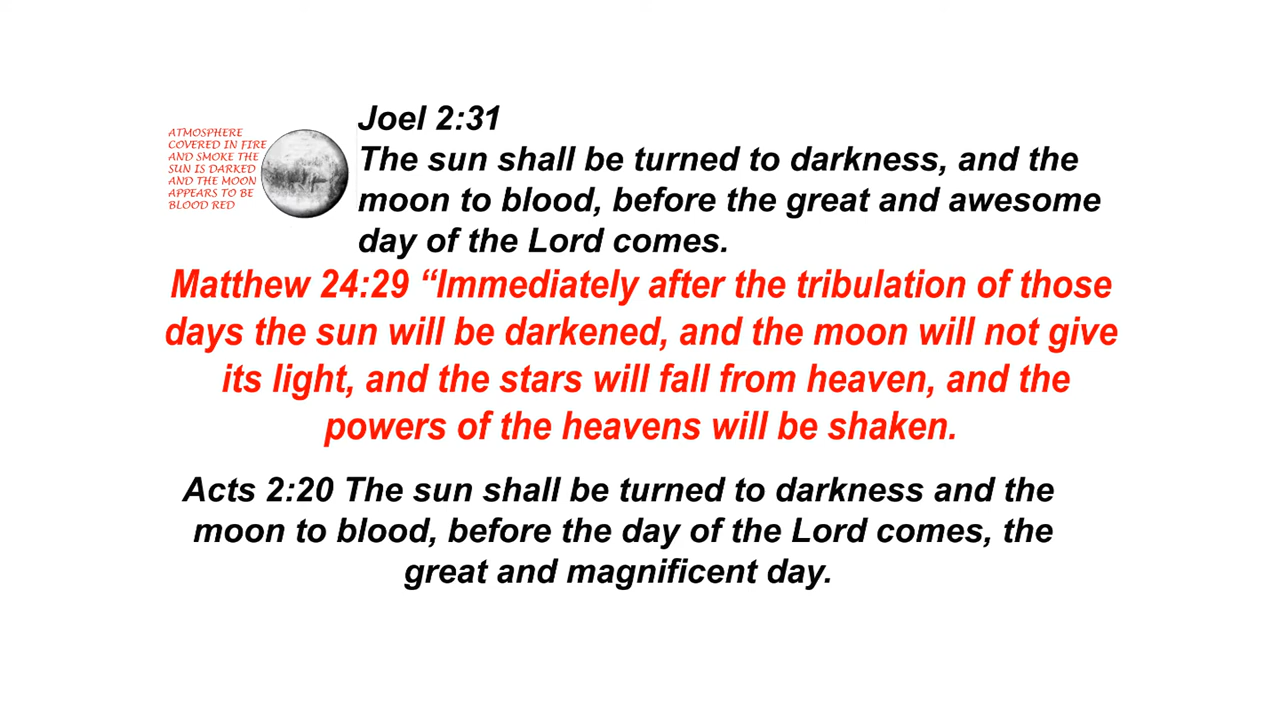 ATMOSPHERE
COVERED IN FIRE
AND SMOKE THE
SUN IS DARKED
AND THE MOON
APPEARS TO BE
BLOOD RED
Joel 2:31
The sun shall be turned to darkness, and the
moon to blood, before the great and awesome
day of the Lord comes.
Matthew 24:29 “Immediately after the tribulation of those
days the sun will be darkened, and the moon will not give
its light, and the stars will fall from heaven, and the
powers of the heavens will be shaken.
Acts 2:20 The sun shall be turned to darkness and the
moon to blood, before the day of the Lord comes, the
great and magnificent day.